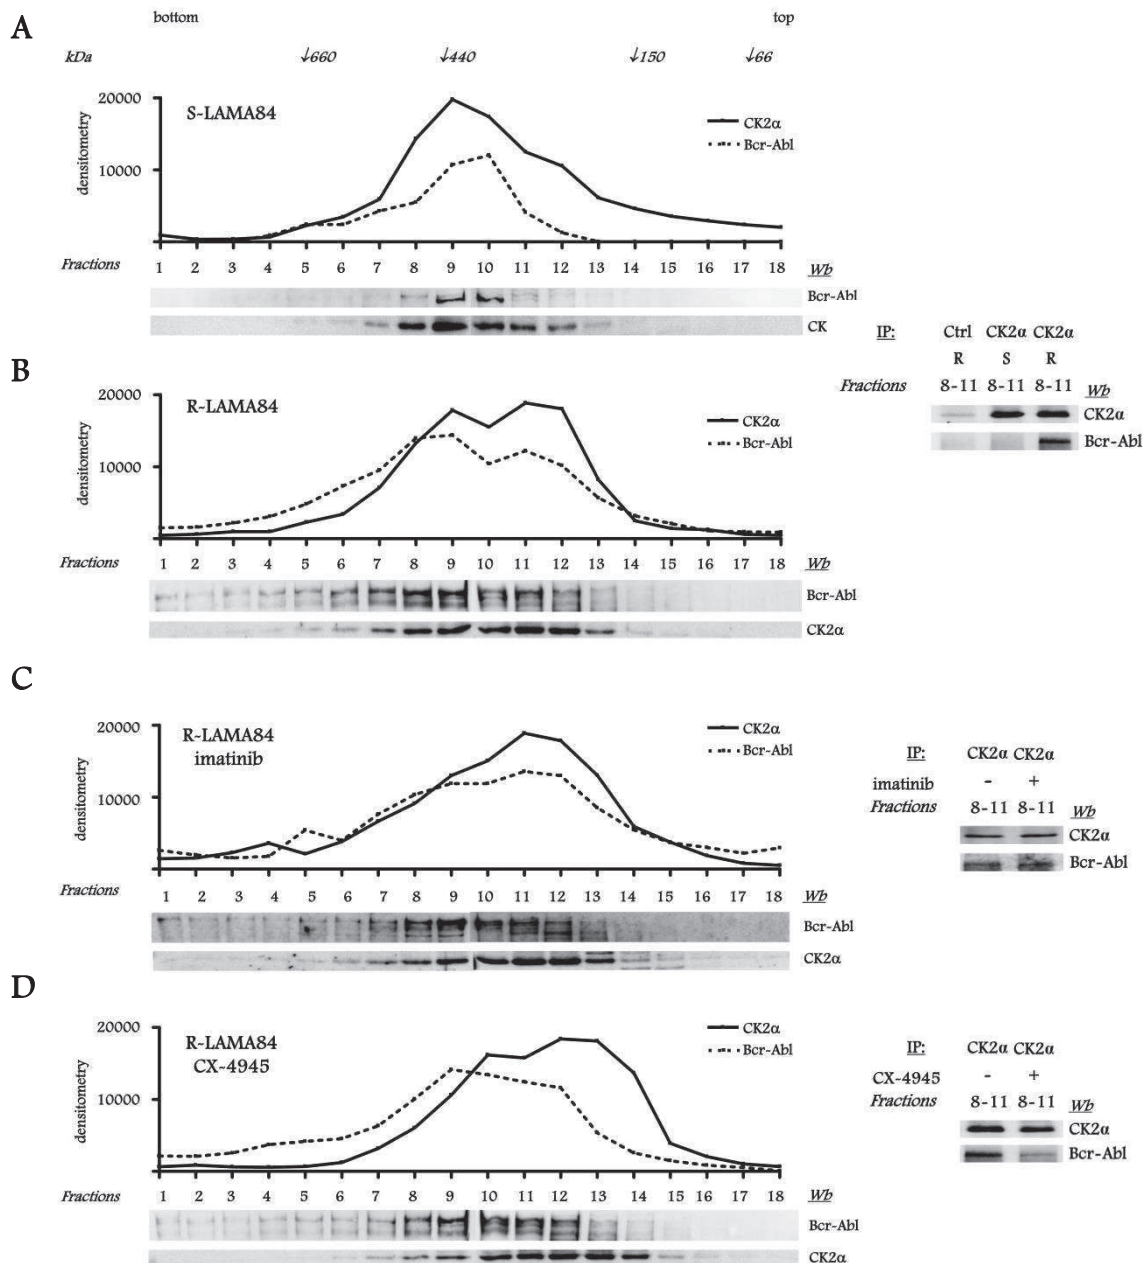 A
bottom top
kDa ↓660 ↓440 ↓150 ↓66
20000
10000
densitometry
S-LAMA84
CK2α
Bcr-Abl
Fractions 1 2 3 4 5 6 7 8 9 10 11 12 13 14 15 16 17 18 Wb
Bcr-Abl
CK
B
20000
10000
densitometry
R-LAMA84
CK2α
Bcr-Abl
Fractions 1 2 3 4 5 6 7 8 9 10 11 12 13 14 15 16 17 18 Wb
Bcr-Abl
CK2α
IP: Ctrl CK2α CK2α
R S R
Fractions 8-11 8-11 8-11 Wb
CK2α
Bcr-Abl
C
20000
10000
densitometry
R-LAMA84
imatinib
CK2α
Bcr-Abl
Fractions 1 2 3 4 5 6 7 8 9 10 11 12 13 14 15 16 17 18 Wb
Bcr-Abl
CK2α
IP: CK2α CK2α
imatinib - +
Fractions 8-11 8-11 Wb
CK2α
Bcr-Abl
D
20000
10000
densitometry
R-LAMA84
CX-4945
CK2α
Bcr-Abl
Fractions 1 2 3 4 5 6 7 8 9 10 11 12 13 14 15 16 17 18 Wb
Bcr-Abl
CK2α
IP: CK2α CK2α
CX-4945 - +
Fractions 8-11 8-11 Wb
CK2α
Bcr-Abl